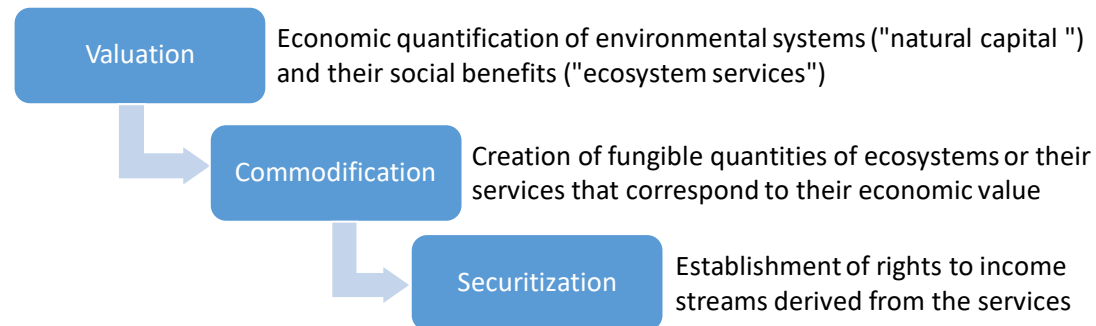 Valuation
Economic quantification of environmental systems ("natural capital ")
and their social benefits ("ecosystem services")
Commodification
Creation of fungible quantities of ecosystems or their
services that correspond to their economic value
Securitization
Establishment of rights to income
streams derived from the services